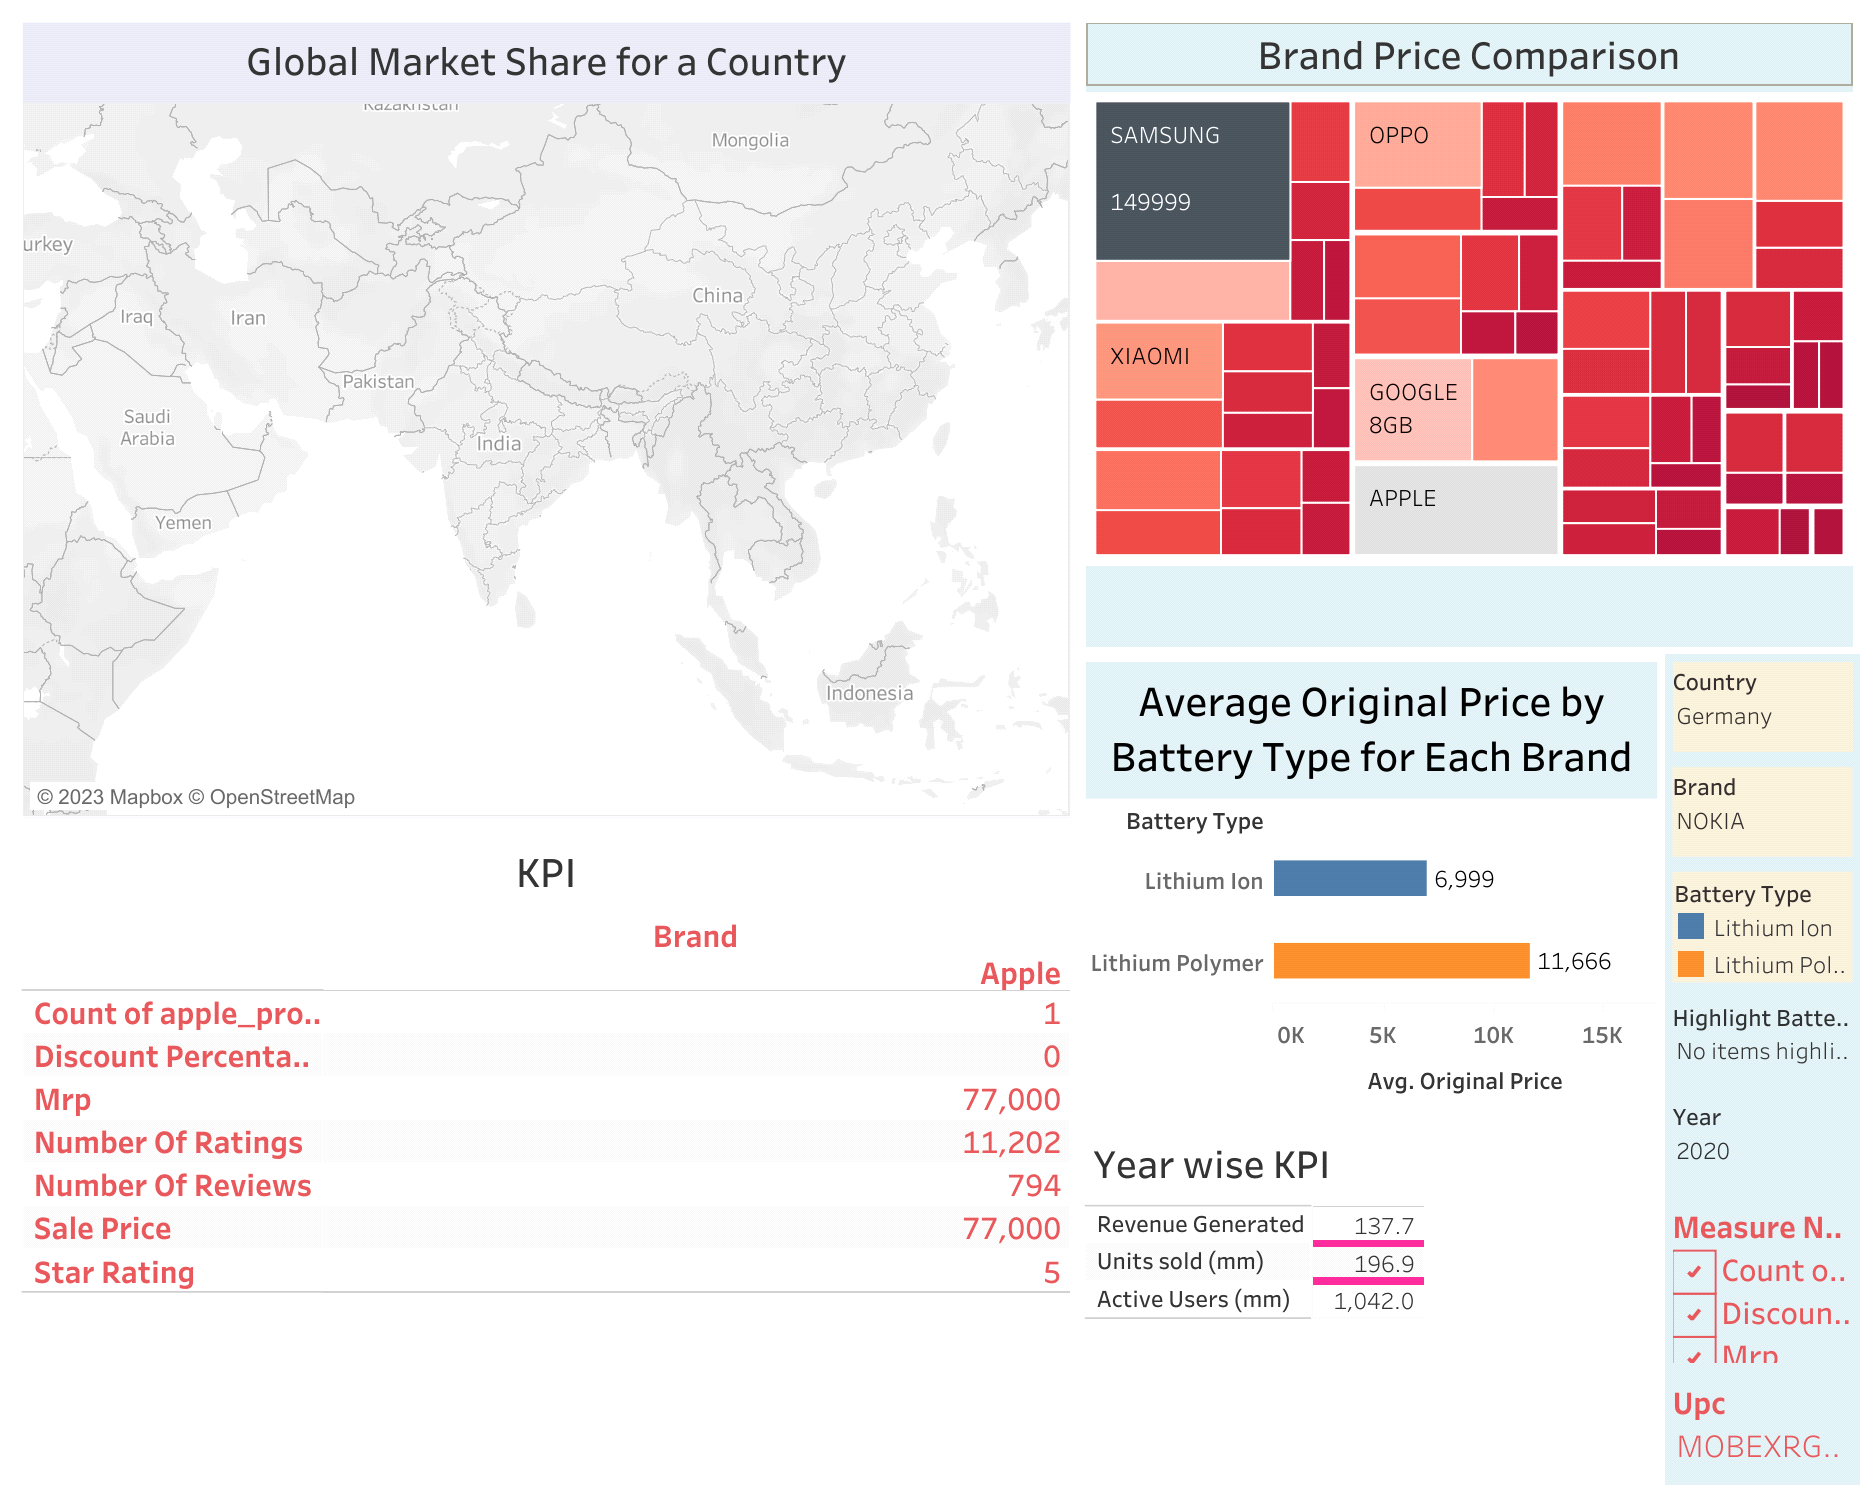 Global Market Share for a Country
Kazakhstan
Mongolia
urkey
China
Iraq
Iran
Pakistan
Saudi
Arabia
India
Yemen
Indonesia
© 2023 Mapbox © OpenStreetMap
Brand Price Comparison
SAMSUNG
149999
OPPO
XIAOMI
GOOGLE
8GB
APPLE
Average Original Price by
Battery Type for Each Brand
Battery Type
Lithium Ion
6,999
Lithium Polymer
11,666
0K 5K 10K 15K
Avg. Original Price
KPI
Brand
Apple
Count of apple_pro.. 1
Discount Percenta.. 0
Mrp 77,000
Number Of Ratings 11,202
Number Of Reviews 794
Sale Price 77,000
Star Rating 5
Year wise KPI
Revenue Generated 137.7
Units sold (mm) 196.9
Active Users (mm) 1,042.0
Country
Germany
Brand
NOKIA
Battery Type
Lithium Ion
Lithium Pol..
Highlight Batte..
No items highli..
Year
2020
Measure N..
Count o..
Discoun..
Mrp
Upc
MOBEXRG..